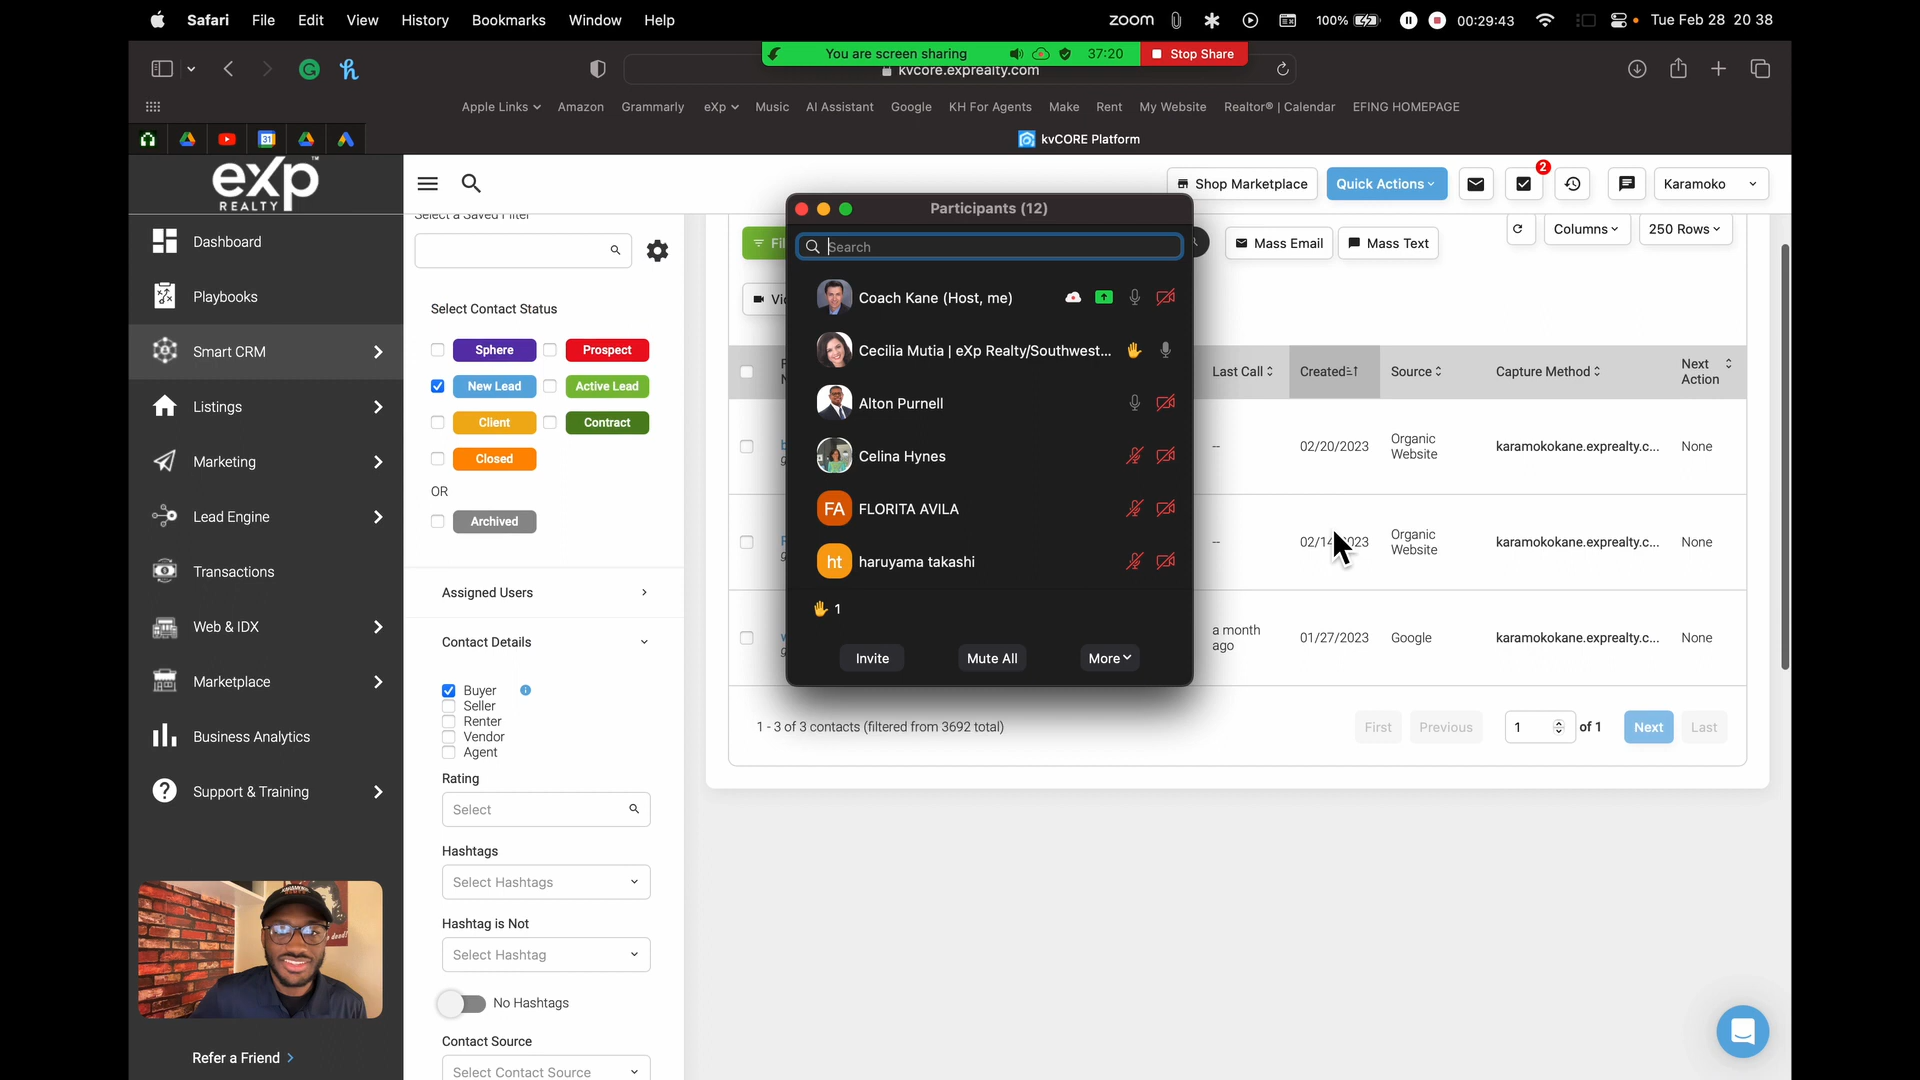 Safari File Edit View History Bookmarks Window Help
zoom 100% 00:29:43 Tue Feb 28 20 38
You are screen sharing 37:20 Stop Share
kvcore.exprealty.com
Apple Links Amazon Grammarly eXp Music AI Assistant Google KH For Agents Make Rent My Website Realtor® | Calendar EFING HOMEPAGE
31
kvCORE Platform
exp™
REALTY
Shop Marketplace Quick Actions 2 Karamoko
Select a Saved Filter
Dashboard
Playbooks
Smart CRM
Listings
Marketing
Lead Engine
Transactions
Web & IDX
Marketplace
Business Analytics
Support & Training
Refer a Friend
Select Contact Status
Sphere Prospect
New Lead Active Lead
Client Contract
Closed
OR
Archived
Assigned Users
Contact Details
Buyer
Seller
Renter
Vendor
Agent
Rating
Select
Hashtags
Select Hashtags
Hashtag is Not
Select Hashtag
No Hashtags
Contact Source
Select Contact Source
Participants (12)
Search
Coach Kane (Host, me)
Cecilia Mutia | eXp Realty/Southwest...
Alton Purnell
Celina Hynes
FA FLORITA AVILA
ht haruyama takashi
1
Invite Mute All More
Mass Email Mass Text Columns 250 Rows
Last Call Created Source Capture Method Next Action
-- 02/20/2023 Organic Website karamokokane.exprealty.c... None
-- Organic Website karamokokane.exprealty.c... None
a month ago 01/27/2023 Google karamokokane.exprealty.c... None
1 - 3 of 3 contacts (filtered from 3692 total)
First Previous 1 of 1 Next Last